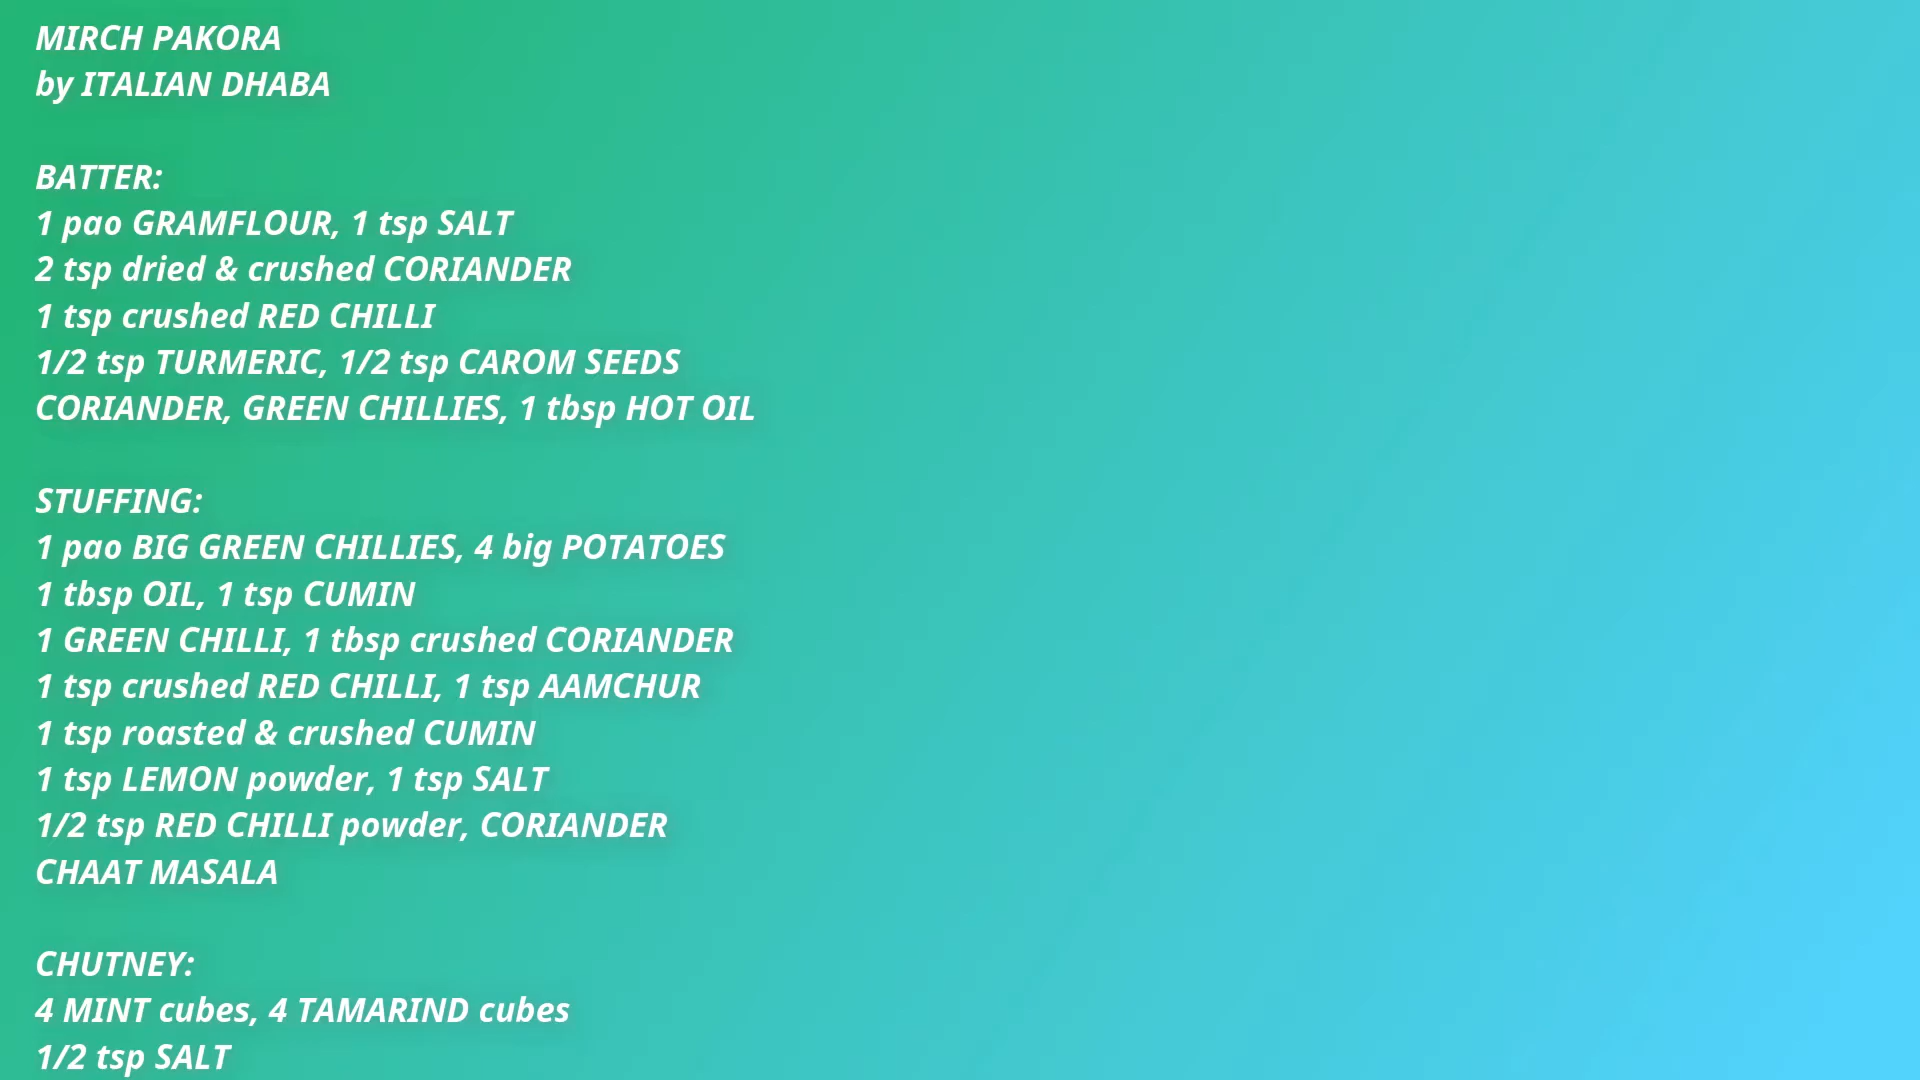 MIRCH PAKORA
by ITALIAN DHABA
BATTER:
1 pao GRAMFLOUR, 1 tsp SALT
2 tsp dried & crushed CORIANDER
1 tsp crushed RED CHILLI
1/2 tsp TURMERIC, 1/2 tsp CAROM SEEDS
CORIANDER, GREEN CHILLIES, 1 tbsp HOT OIL
STUFFING:
1 pao BIG GREEN CHILLIES, 4 big POTATOES
1 tbsp OIL, 1 tsp CUMIN
1 GREEN CHILLI, 1 tbsp crushed CORIANDER
1 tsp crushed RED CHILLI, 1 tsp AAMCHUR
1 tsp roasted & crushed CUMIN
1 tsp LEMON powder, 1 tsp SALT
1/2 tsp RED CHILLI powder, CORIANDER
CHAAT MASALA
CHUTNEY:
4 MINT cubes, 4 TAMARIND cubes
1/2 tsp SALT